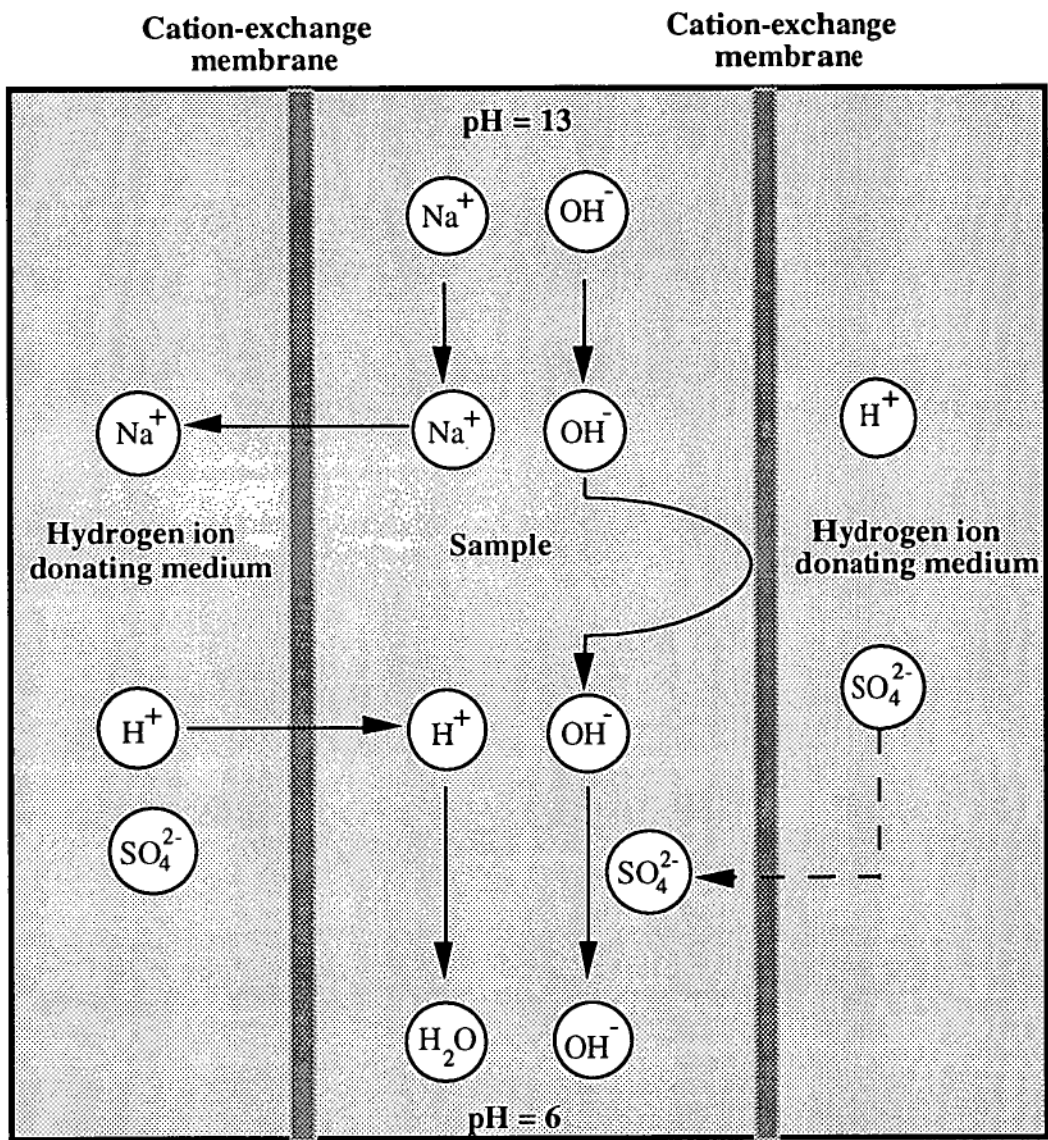 Cation-exchange
membrane
Cation-exchange
membrane
pH = 13
Na⁺
OH⁻
Na⁺
Na⁺
OH⁻
H⁺
Hydrogen ion
donating medium
Sample
Hydrogen ion
donating medium
SO₄²⁻
H⁺
H⁺
OH⁻
SO₄²⁻
SO₄²⁻
H₂O
OH⁻
pH = 6